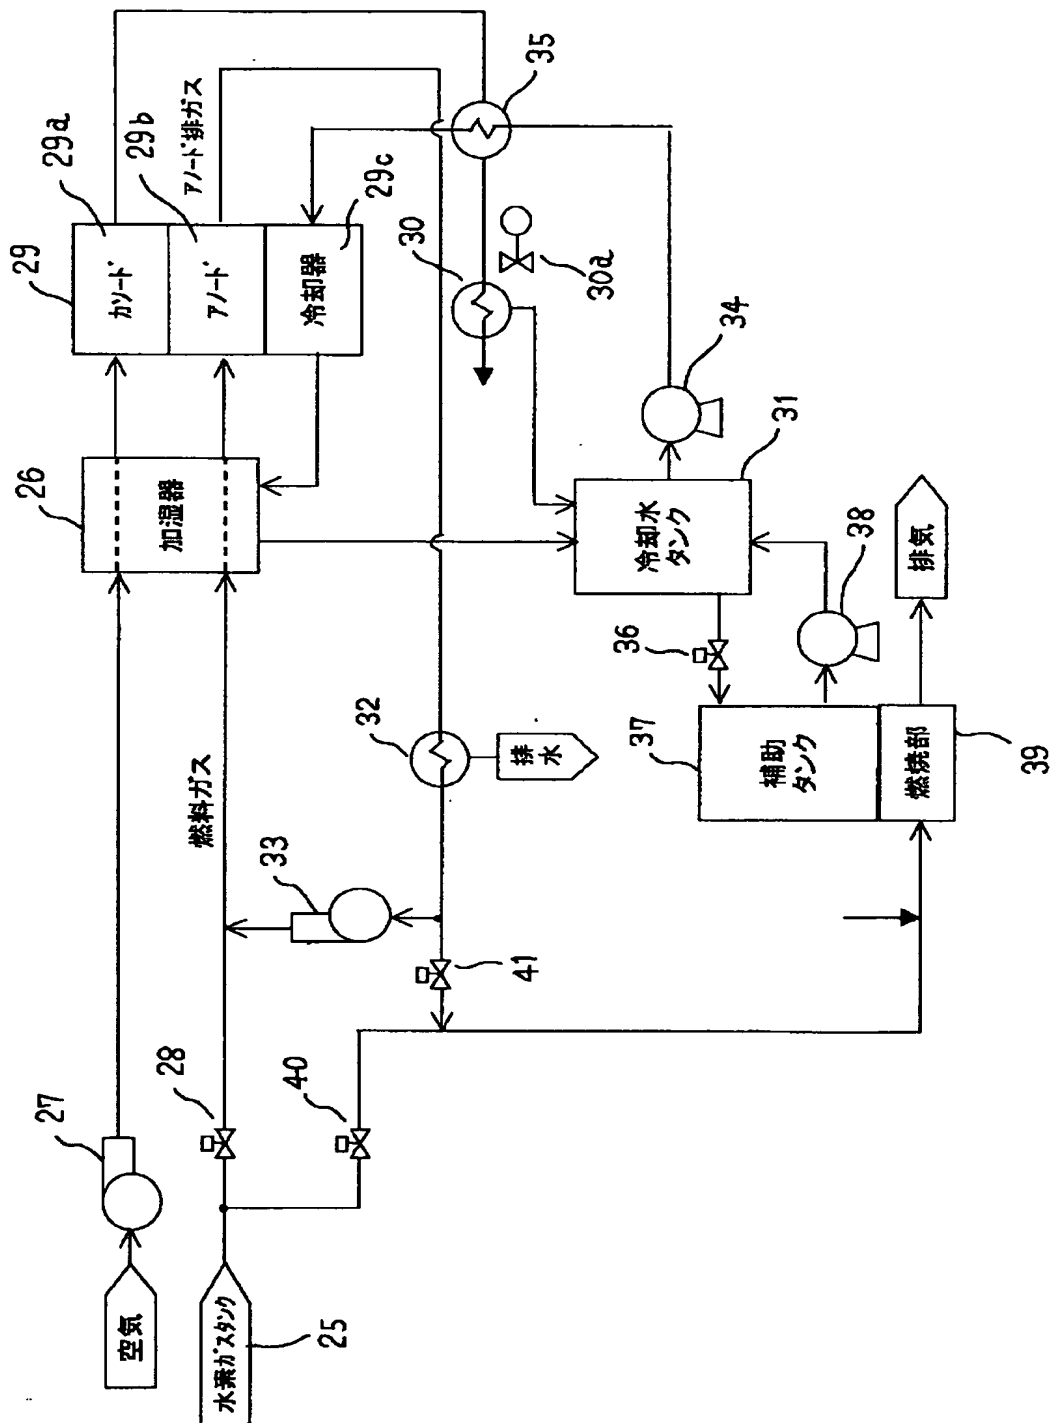 29
29a
カソード
29b
アノード
アノード排ガス
冷却器
29c
35
30
30a
26
加湿器
34
31
冷却水
タンク
36
38
排気
37
補助
タンク
燃焼部
39
32
排
水
燃料ガス
33
41
27
28
40
空気
水素ガスタンク
25